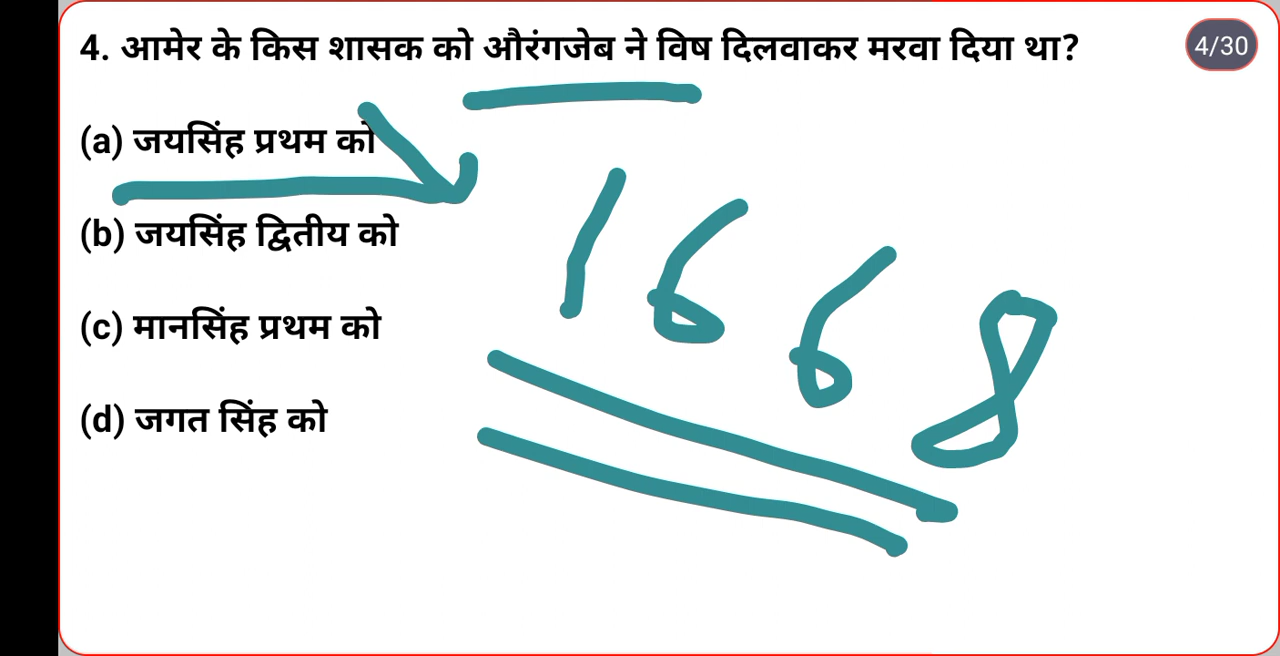 4. आमेर के किस शासक को औरंगजेब ने विष दिलवाकर मरवा दिया था?
4/30
(a) जयसिंह प्रथम को
(b) जयसिंह द्वितीय को
(c) मानसिंह प्रथम को
(d) जगत सिंह को
1668